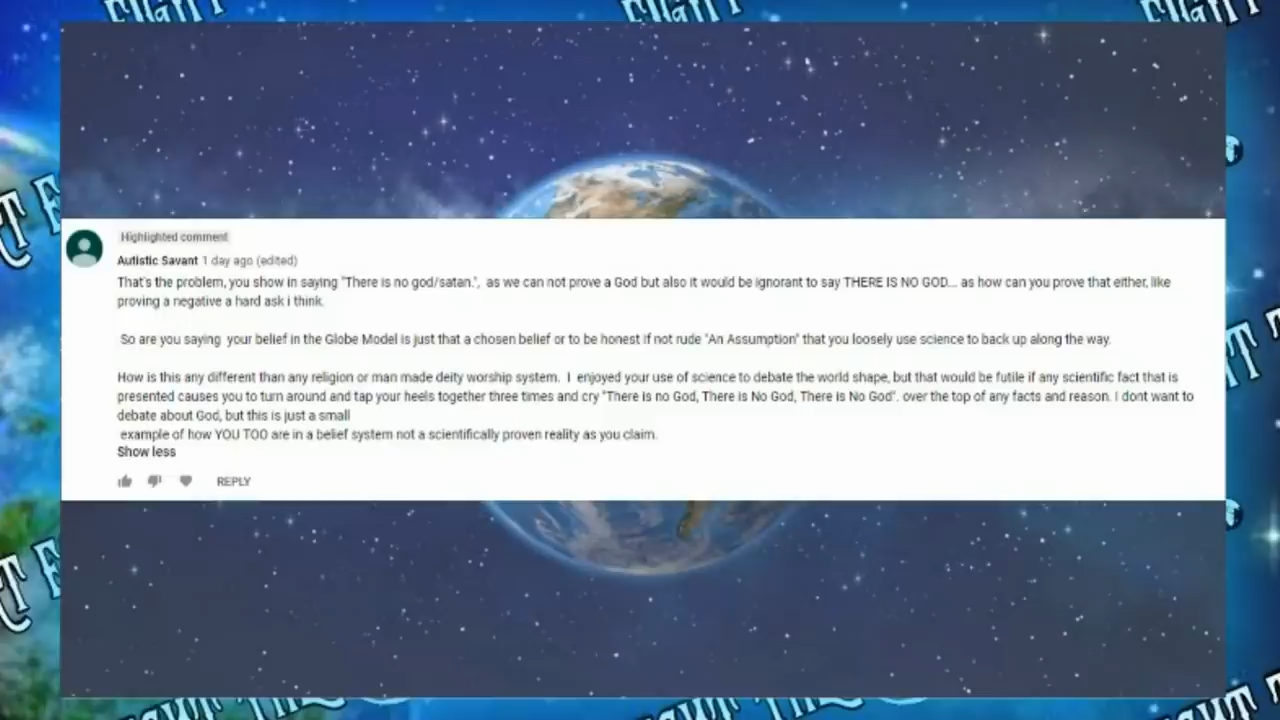 FIGHT
FIGHT
FIGHT
Highlighted comment
Autistic Savant 1 day ago (edited)
That's the problem, you show in saying "There is no god/satan.", as we can not prove a God but also it would be ignorant to say THERE IS NO GOD... as how can you prove that either, like
proving a negative a hard ask i think.
So are you saying your belief in the Globe Model is just that a chosen belief or to be honest if not rude "An Assumption" that you loosely use science to back up along the way.
How is this any different than any religion or man made deity worship system. I enjoyed your use of science to debate the world shape, but that would be futile if any scientific fact that is
presented causes you to turn around and tap your heels together three times and cry "There is no God, There is No God, There is No God". over the top of any facts and reason. I dont want to
debate about God, but this is just a small
example of how YOU TOO are in a belief system not a scientifically proven reality as you claim.
Show less
REPLY